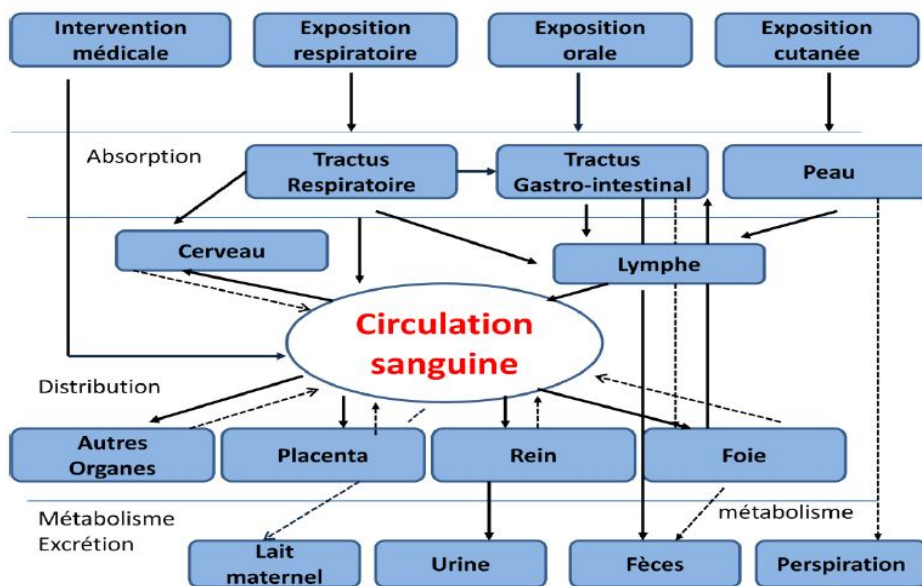 Intervention
médicale
Exposition
respiratoire
Exposition
orale
Exposition
cutanée
Absorption
Tractus
Respiratoire
Tractus
Gastro-intestinal
Peau
Cerveau
Lymphe
Circulation
sanguine
Distribution
Autres
Organes
Placenta
Rein
Foie
Métabolisme
Excrétion
métabolisme
Lait
maternel
Urine
Fèces
Perspiration